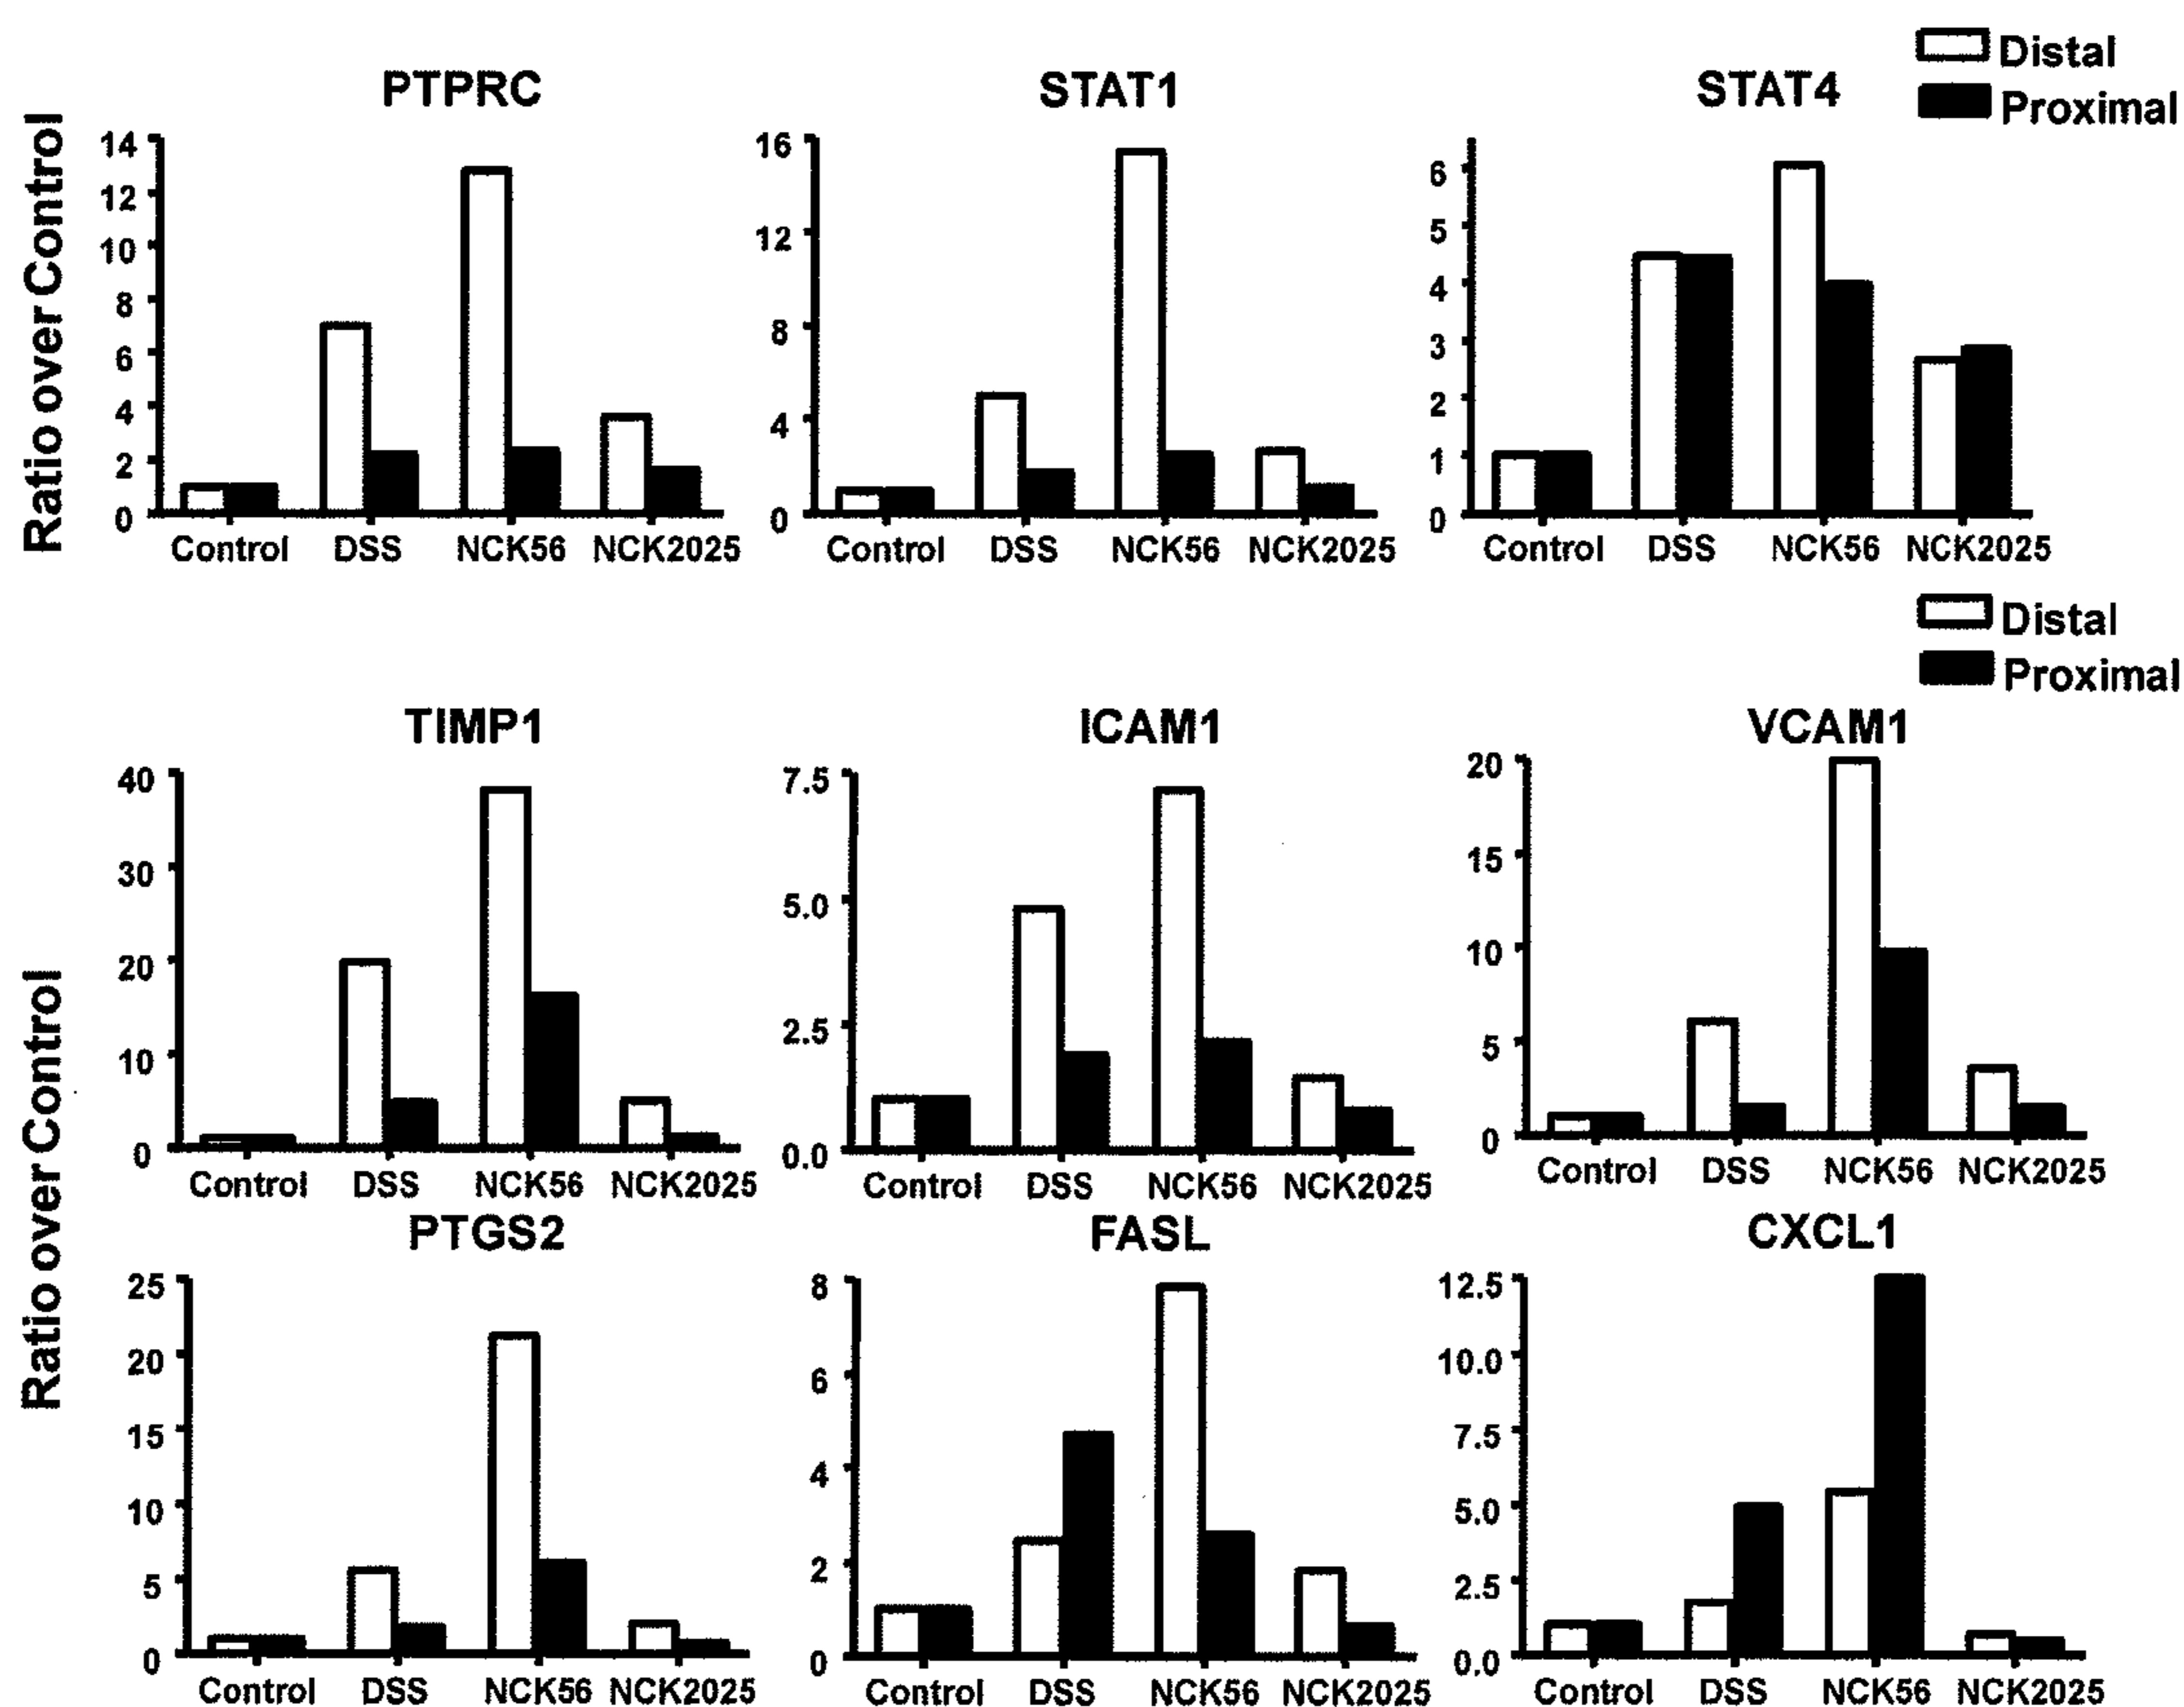 Distal
Proximal
PTPRC
STAT1
STAT4
Ratio over Control
14
12
10
8
6
4
2
0
Control DSS NCK56 NCK2025
16
12
8
4
0
Control DSS NCK56 NCK2025
6
5
4
3
2
1
0
Control DSS NCK56 NCK2025
Distal
Proximal
Ratio over Control
TIMP1
40
30
20
10
0
Control DSS NCK56 NCK2025
ICAM1
7.5
5.0
2.5
0.0
Control DSS NCK56 NCK2025
VCAM1
20
15
10
5
0
Control DSS NCK56 NCK2025
PTGS2
25
20
15
10
5
0
Control DSS NCK56 NCK2025
FASL
8
6
4
2
0
Control DSS NCK56 NCK2025
CXCL1
12.5
10.0
7.5
5.0
2.5
0.0
Control DSS NCK56 NCK2025